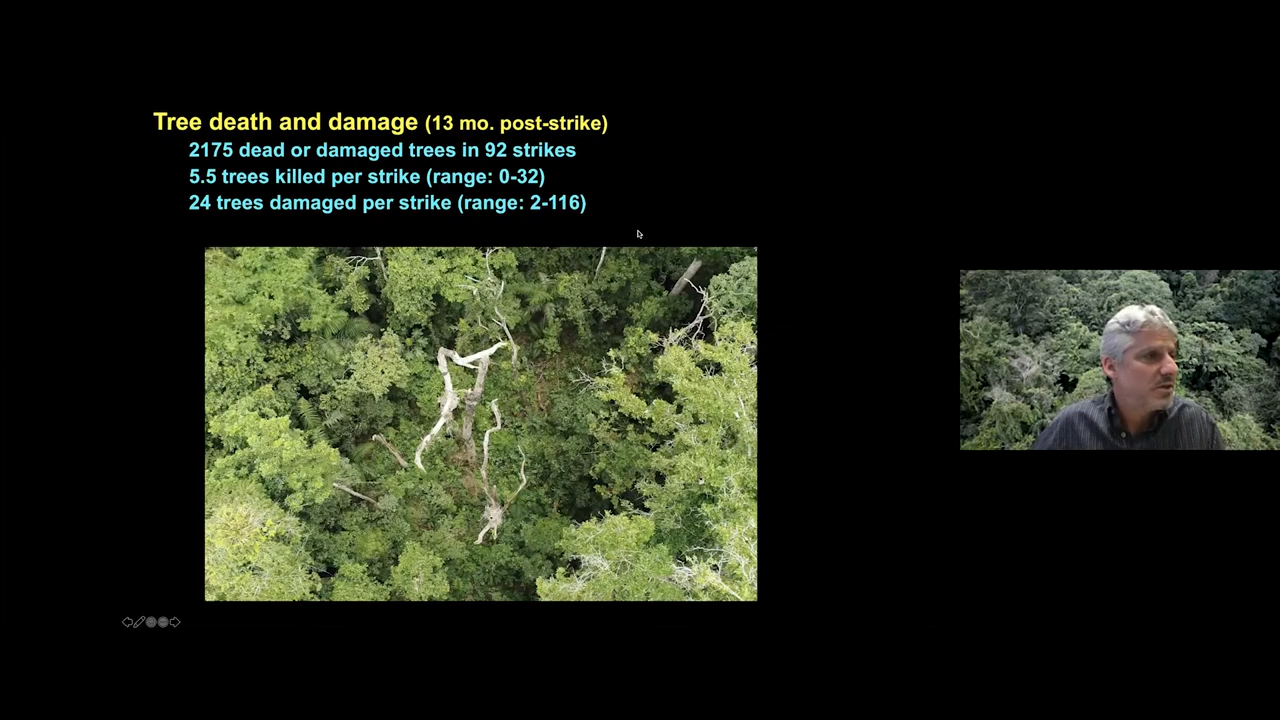 Tree death and damage (13 mo. post-strike)
2175 dead or damaged trees in 92 strikes
5.5 trees killed per strike (range: 0-32)
24 trees damaged per strike (range: 2-116)